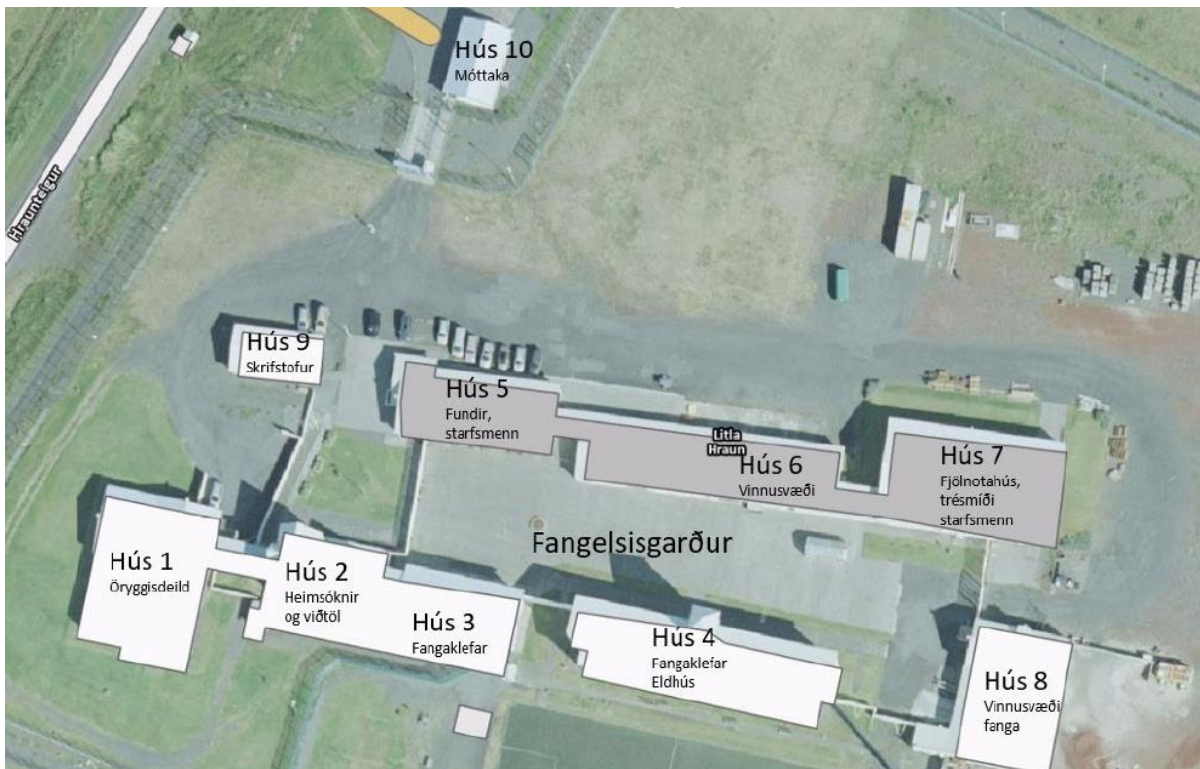 Hús 10
Móttaka
Hraunteigur
Hús 9
Skrifstofur
Hús 5
Fundir,
starfsmenn
Litla
Hraun
Hús 6
Vinnusvæði
Hús 7
Fjölnotahús,
trésmíði
starfsmenn
Fangelsisgarður
Hús 1
Öryggisdeild
Hús 2
Heimsóknir
og viðtöl
Hús 3
Fangaklefar
Hús 4
Fangaklefar
Eldhús
Hús 8
Vinnusvæði
fanga